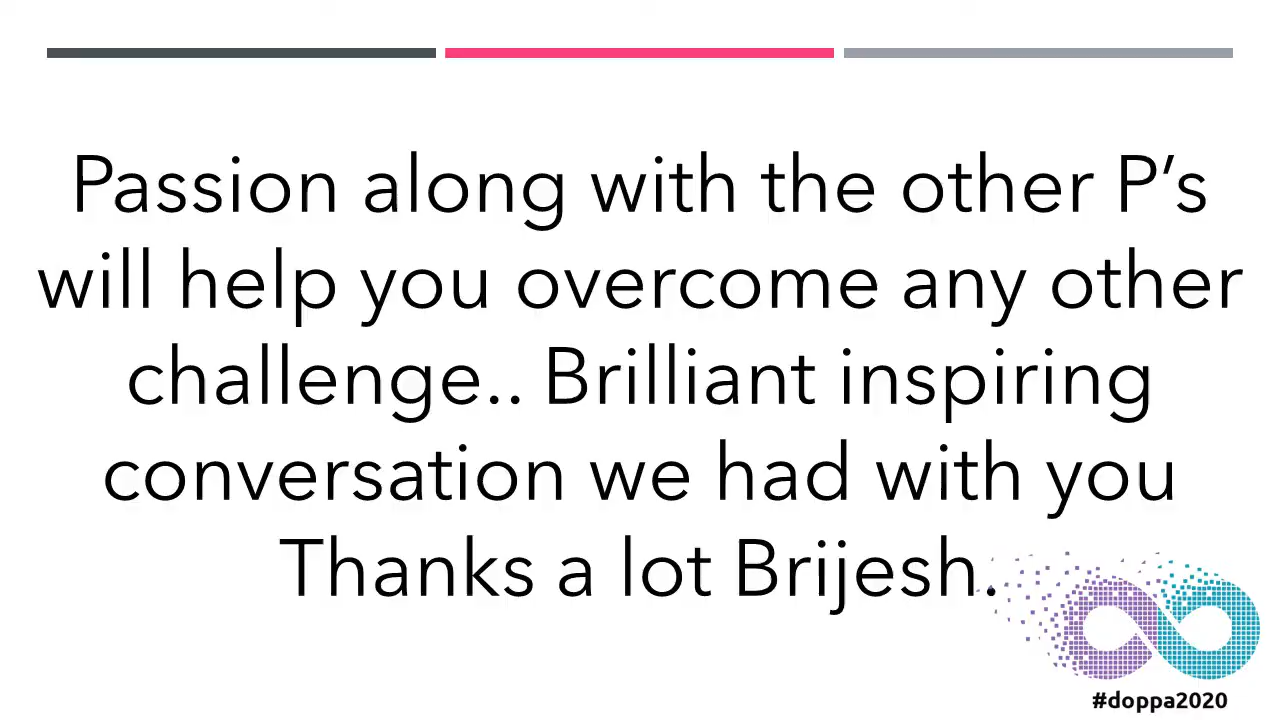 Passion along with the other P’s
will help you overcome any other
challenge.. Brilliant inspiring
conversation we had with you
Thanks a lot Brijesh.
#doppa2020